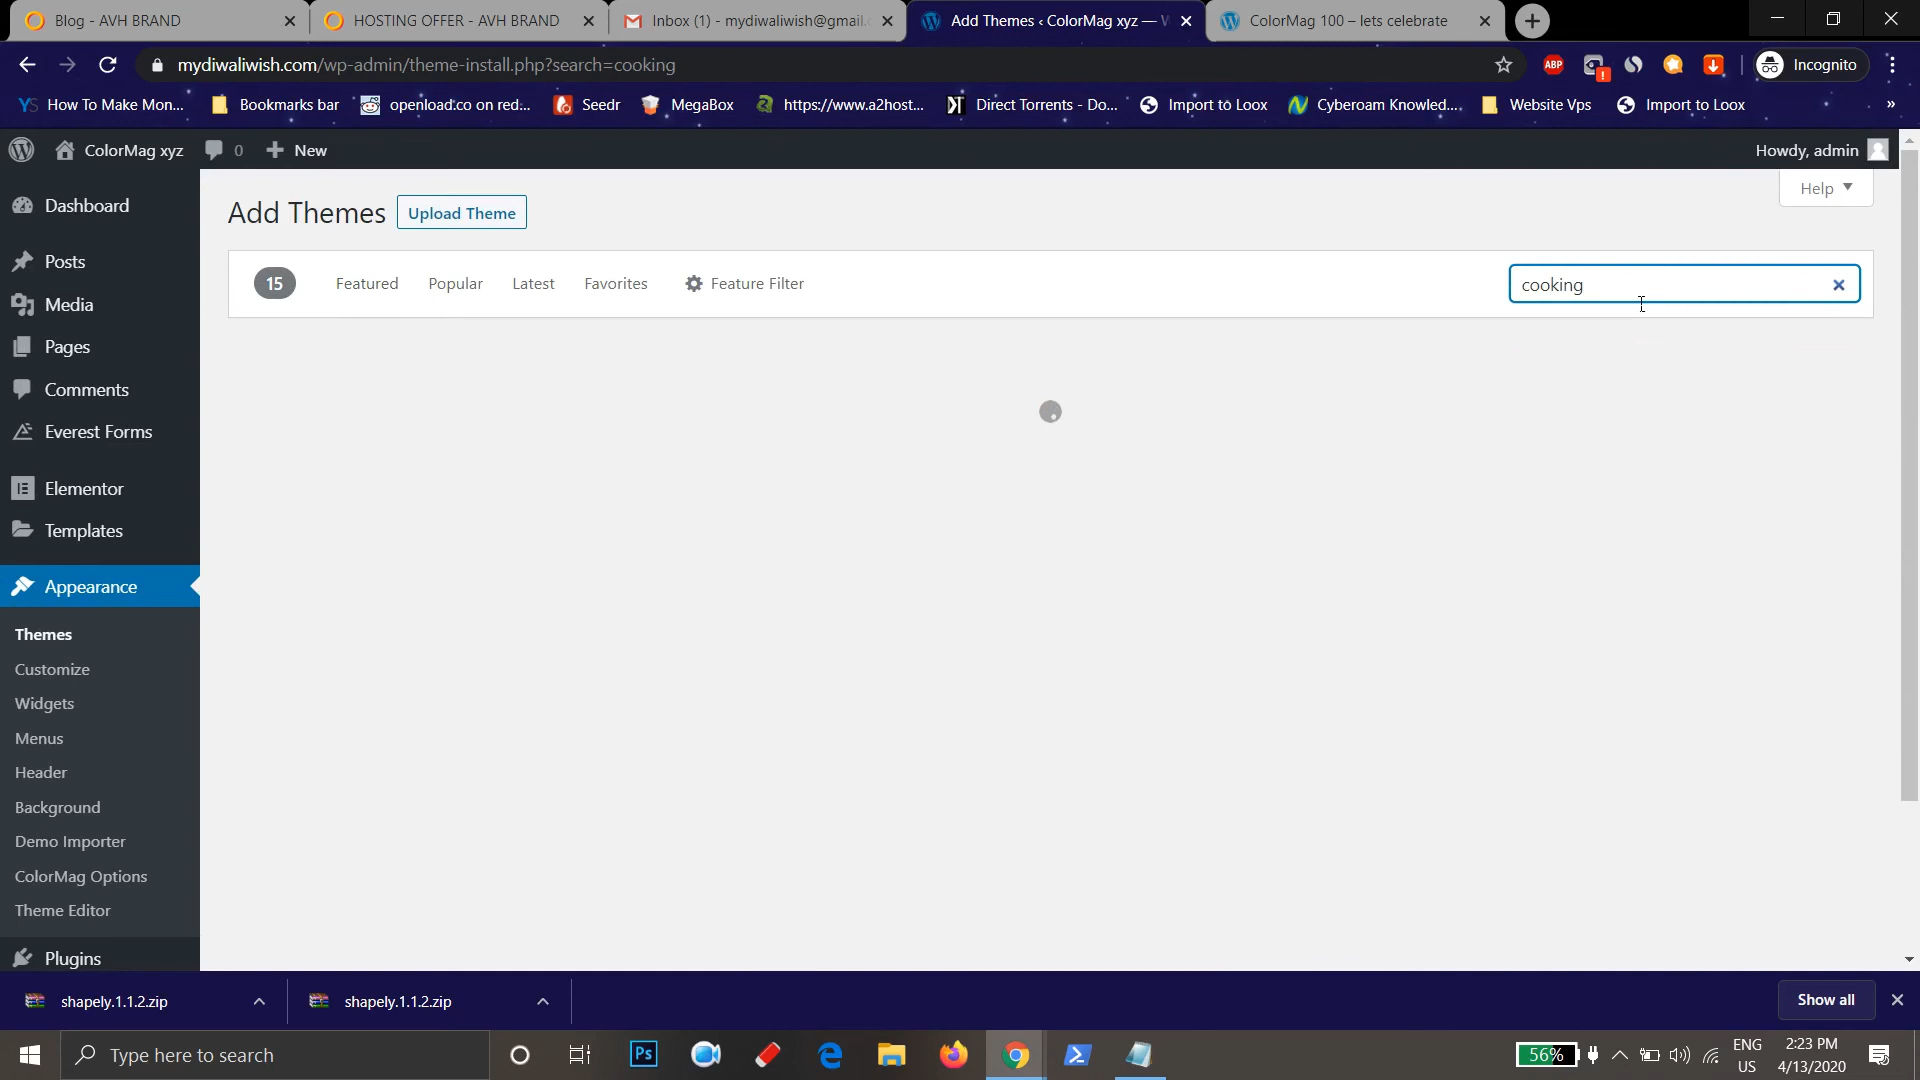 Blog - AVH BRAND
HOSTING OFFER - AVH BRAND
Inbox (1) - mydiwaliwish@gmail.c
Add Themes ‹ ColorMag xyz — W
ColorMag 100 – lets celebrate
mydiwaliwish.com/wp-admin/theme-install.php?search=cooking
ABP
Incognito
YS How To Make Mon...
Bookmarks bar
openload.co on red...
Seedr
MegaBox
https://www.a2host...
Direct Torrents - Do...
Import to Loox
Cyberoam Knowled....
Website Vps
Import to Loox
»
ColorMag xyz
0
New
Howdy, admin
Dashboard
Posts
Media
Pages
Comments
Everest Forms
Elementor
Templates
Appearance
Themes
Customize
Widgets
Menus
Header
Background
Demo Importer
ColorMag Options
Theme Editor
Plugins
Help
Add Themes
Upload Theme
15
Featured
Popular
Latest
Favorites
Feature Filter
cooking
shapely.1.1.2.zip
shapely.1.1.2.zip
Show all
Type here to search
Ps
56%
ENG
US
2:23 PM
4/13/2020